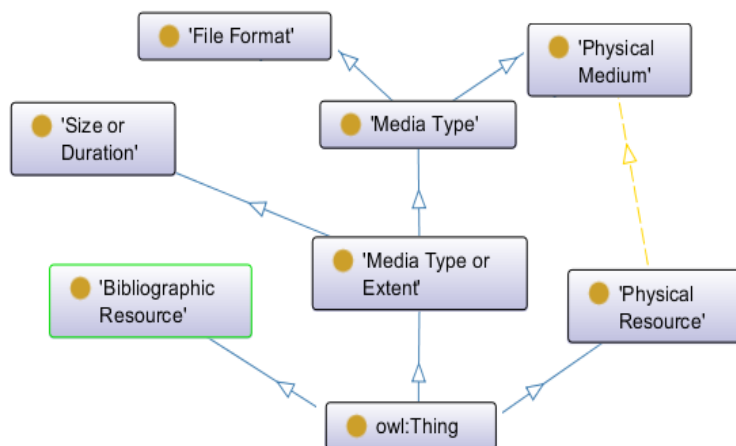 'File Format'
'Physical
Medium'
'Size or
Duration'
'Media Type'
'Media Type or
Extent'
'Bibliographic
Resource'
'Physical
Resource'
owl:Thing